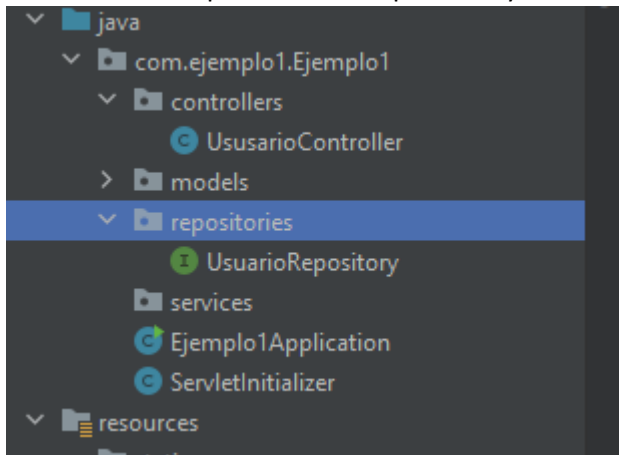 java
com.ejemplo1.Ejemplo1
controllers
C UsusarioController
models
repositories
I UsuarioRepository
services
C Ejemplo1Application
C ServletInitializer
resources